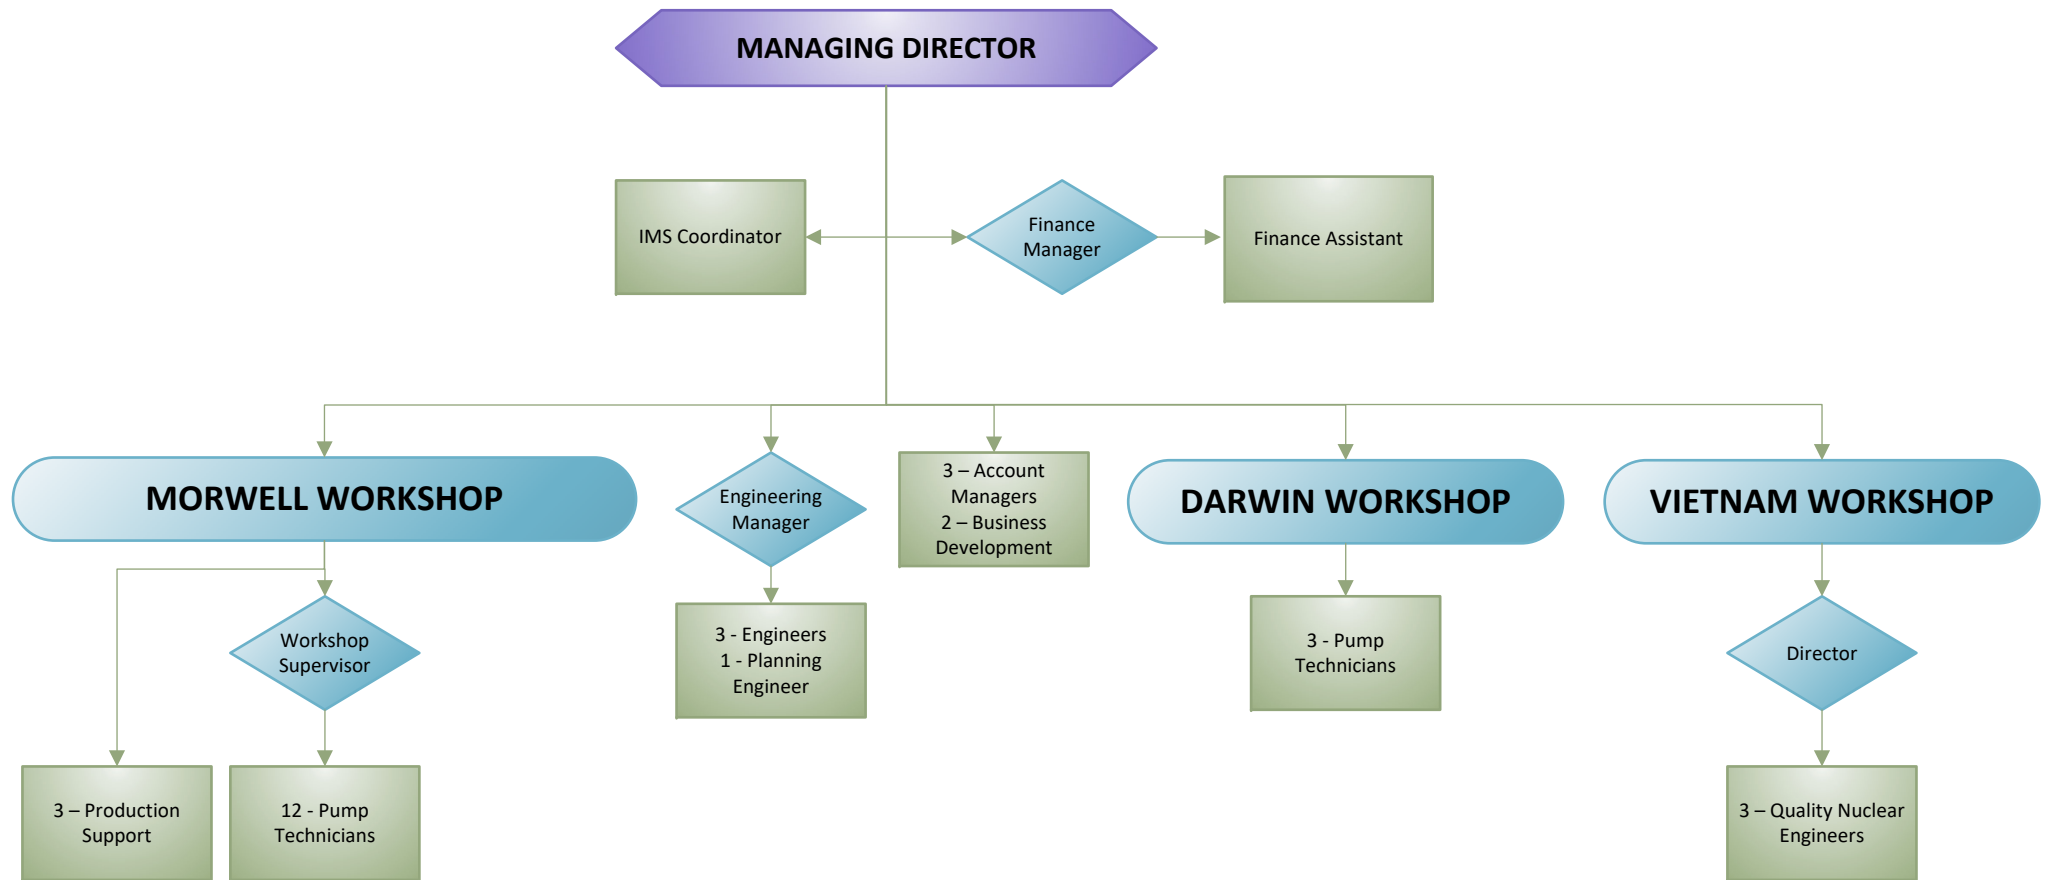 MANAGING DIRECTOR
IMS Coordinator
Finance
Manager
Finance Assistant
MORWELL WORKSHOP
Engineering
Manager
3 – Account
Managers
2 – Business
Development
DARWIN WORKSHOP
VIETNAM WORKSHOP
Workshop
Supervisor
3 - Engineers
1 - Planning
Engineer
3 - Pump
Technicians
Director
3 – Production
Support
12 - Pump
Technicians
3 – Quality Nuclear
Engineers